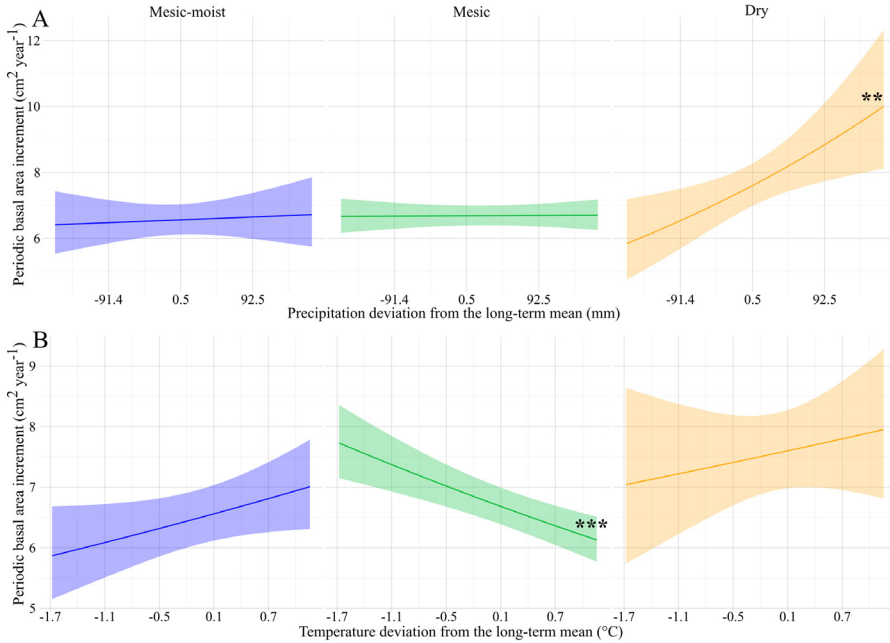 A
Mesic-moist Mesic Dry
Periodic basal area increment (cm² year⁻¹)
12
10
8
6
**
-91.4 0.5 92.5 -91.4 0.5 92.5 -91.4 0.5 92.5
Precipitation deviation from the long-term mean (mm)
B
Periodic basal area increment (cm² year⁻¹)
9
8
7
6
5
***
-1.7 -1.1 -0.5 0.1 0.7 -1.7 -1.1 -0.5 0.1 0.7 -1.7 -1.1 -0.5 0.1 0.7
Temperature deviation from the long-term mean (°C)